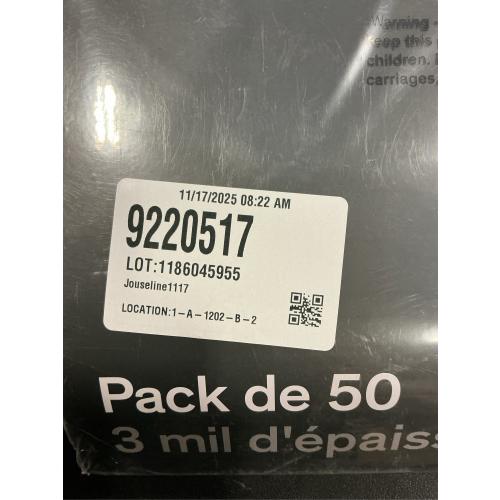 Warning -
keep this
children.
carriages,
11/17/2025 08:22 AM
9220517
LOT:1186045955
Jouseline1117
LOCATION:1-A-1202-B-2
Pack de 50
3 mil d'épaiss